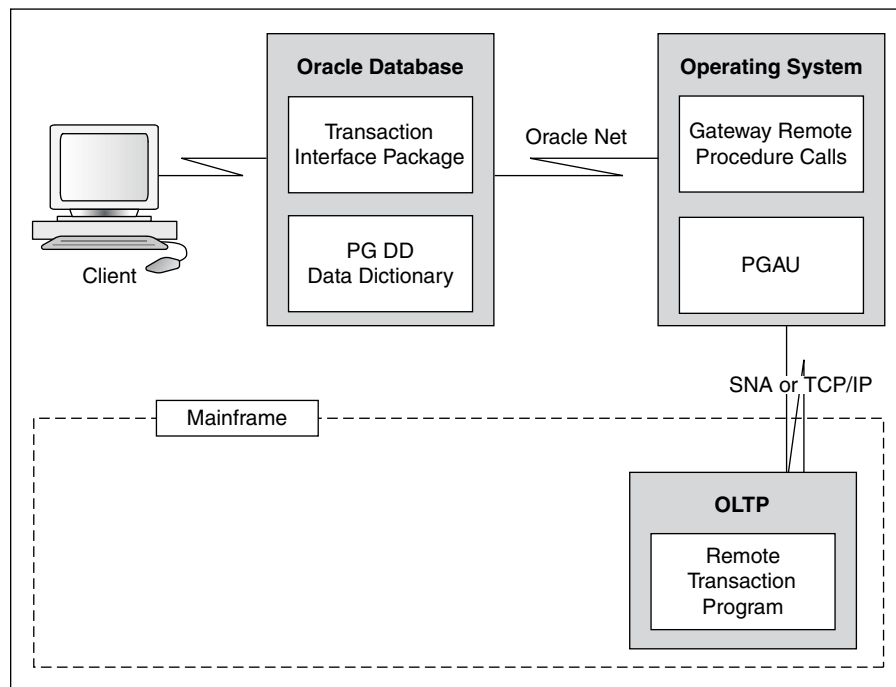 Oracle Database
Operating System
Transaction
Interface Package
Oracle Net
Gateway Remote
Procedure Calls
PG DD
Data Dictionary
PGAU
Client
SNA or TCP/IP
Mainframe
OLTP
Remote
Transaction
Program